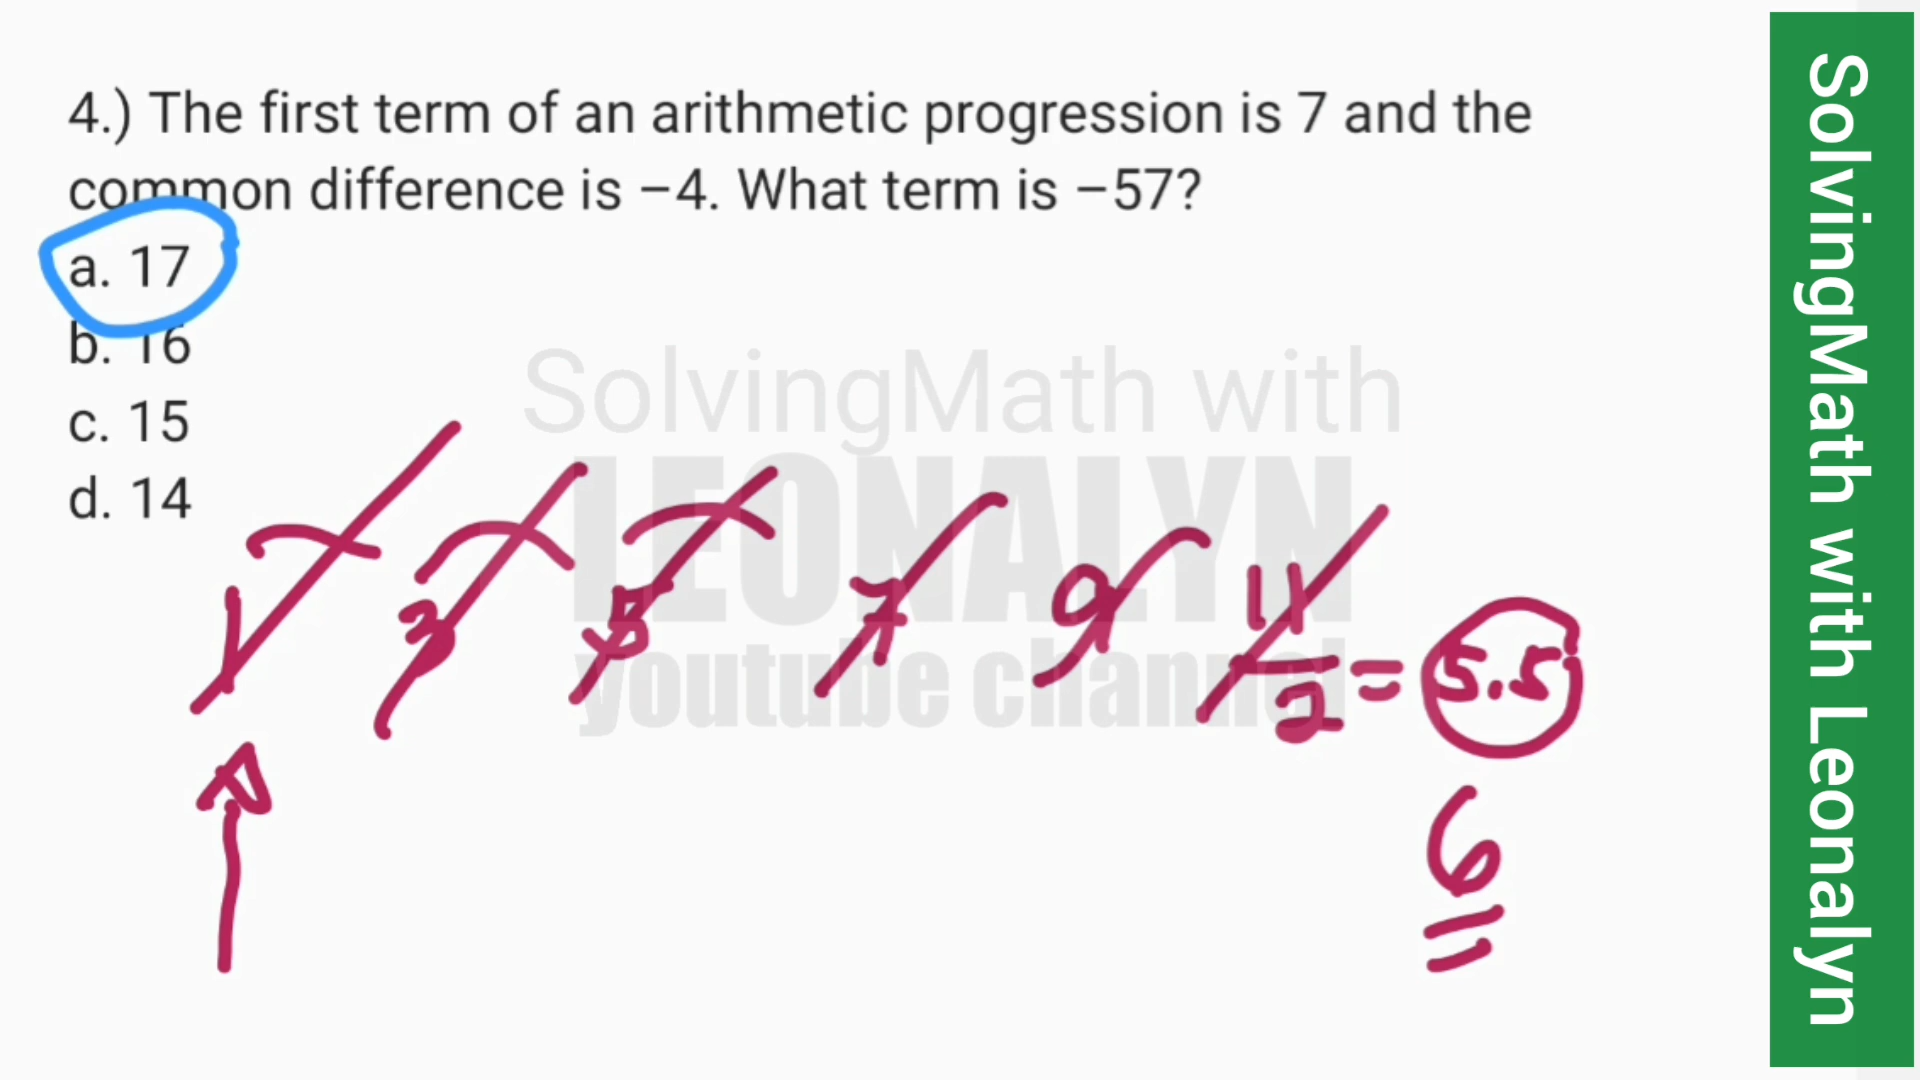 4.) The first term of an arithmetic progression is 7 and the
common difference is –4. What term is –57?
a. 17
b. 16
c. 15
d. 14
SolvingMath with
LEONALYN
youtube channel
1 3 5 7 9 11/2 = 5.5
6
SolvingMath with Leonalyn